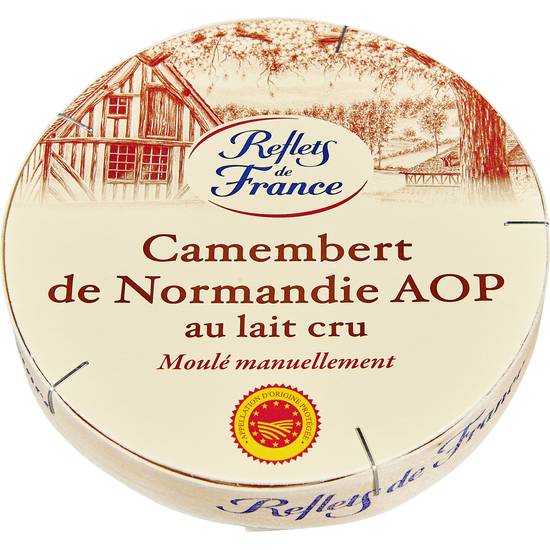 Reflets
de
France
Camembert
de Normandie AOP
au lait cru
Moulé manuellement
APPELLATION D'ORIGINE PROTÉGÉE
Reflets de France